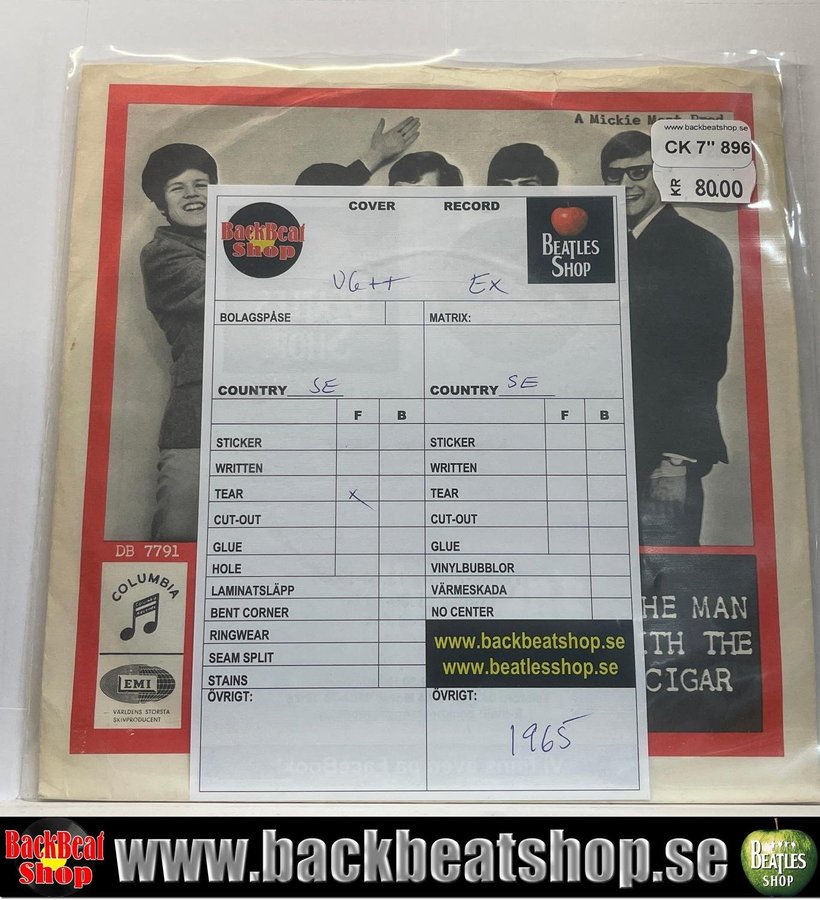 A Mickie Most Prod
www.backbeatshop.se
CK 7" 896
KR 80.00
COVER RECORD
BackBeat
Shop
BEATLES
SHOP
VG++ EX
BOLAGSPÅSE MATRIX:
COUNTRY SE COUNTRY SE
F B F B
STICKER STICKER
WRITTEN WRITTEN
TEAR X TEAR
CUT-OUT CUT-OUT
GLUE GLUE
HOLE VINYLBUBBLOR
LAMINATSLÄPP VÄRMESKADA
BENT CORNER NO CENTER
RINGWEAR
SEAM SPLIT
STAINS
www.backbeatshop.se
www.beatlesshop.se
ÖVRIGT: ÖVRIGT:
1965
DB 7791
COLUMBIA
EMI
VÄRLDENS STÖRSTA
SKIVPRODUCENT
HE MAN
ITH THE
CIGAR
BackBeat
Shop
www.backbeatshop.se
BEATLES
SHOP